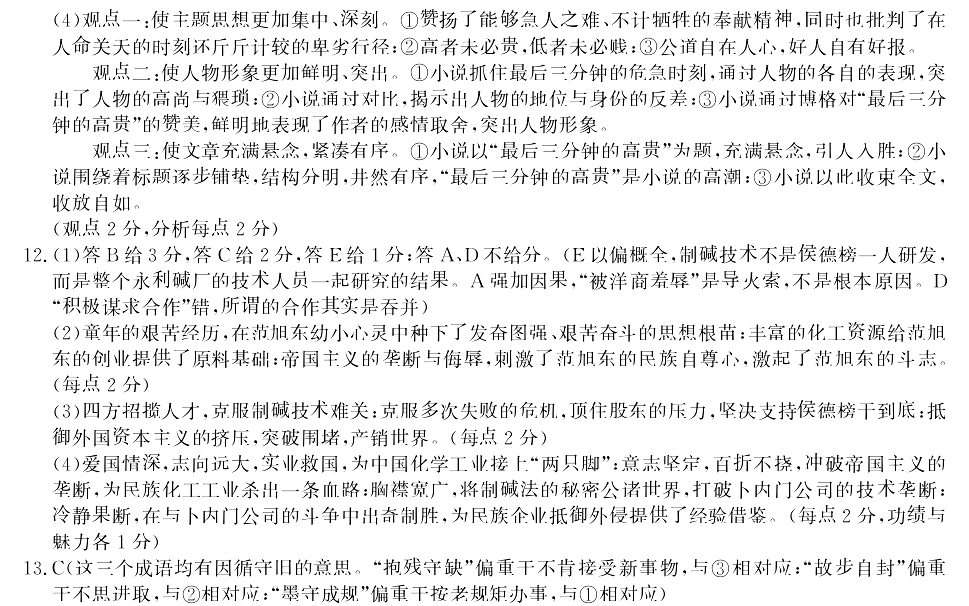 (4)观点一:使主题思想更加集中、深刻。①赞扬了能够急人之难、不计牺牲的奉献精神,同时也批判了在
人命关天的时刻还斤斤计较的卑劣行径;②高者未必贵,低者未必贱;③公道自在人心,好人自有好报。
观点二:使人物形象更加鲜明、突出。①小说抓住最后三分钟的危急时刻,通过人物的各自的表现,突
出了人物的高尚与猥琐;②小说通过对比,揭示出人物的地位与身份的反差;③小说通过博格对“最后三分
钟的高贵”的赞美,鲜明地表现了作者的感情取舍,突出人物形象。
观点三:使文章充满悬念,紧凑有序。①小说以“最后三分钟的高贵”为题,充满悬念,引人入胜;②小
说围绕着标题逐步铺垫,结构分明,井然有序,“最后三分钟的高贵”是小说的高潮;③小说以此收束全文,
收放自如。
(观点 2 分,分析每点 2 分)
12.(1)答 B 给 3 分,答 C 给 2 分,答 E 给 1 分;答 A、D 不给分。(E 以偏概全,制碱技术不是侯德榜一人研发,
而是整个永利碱厂的技术人员一起研究的结果。A 强加因果,“被洋商羞辱”是导火索,不是根本原因。D
“积极谋求合作”错,所谓的合作其实是吞并)
(2)童年的艰苦经历,在范旭东幼小心灵中种下了发奋图强、艰苦奋斗的思想根苗;丰富的化工资源给范旭
东的创业提供了原料基础;帝国主义的垄断与侮辱,刺激了范旭东的民族自尊心,激起了范旭东的斗志。
(每点 2 分)
(3)四方招揽人才,克服制碱技术难关;克服多次失败的危机,顶住股东的压力,坚决支持侯德榜干到底;抵
御外国资本主义的挤压,突破围堵,产销世界。(每点 2 分)
(4)爱国情深,志向远大,实业救国,为中国化学工业接上“两只脚”;意志坚定,百折不挠,冲破帝国主义的
垄断,为民族化工工业杀出一条血路;胸襟宽广,将制碱法的秘密公诸世界,打破卜内门公司的技术垄断;
冷静果断,在与卜内门公司的斗争中出奇制胜,为民族企业抵御外侵提供了经验借鉴。(每点 2 分,功绩与
魅力各 1 分)
13.C(这三个成语均有因循守旧的意思。“抱残守缺”偏重于不肯接受新事物,与③相对应;“故步自封”偏重
于不思进取,与②相对应;“墨守成规”偏重于按老规矩办事,与①相对应)